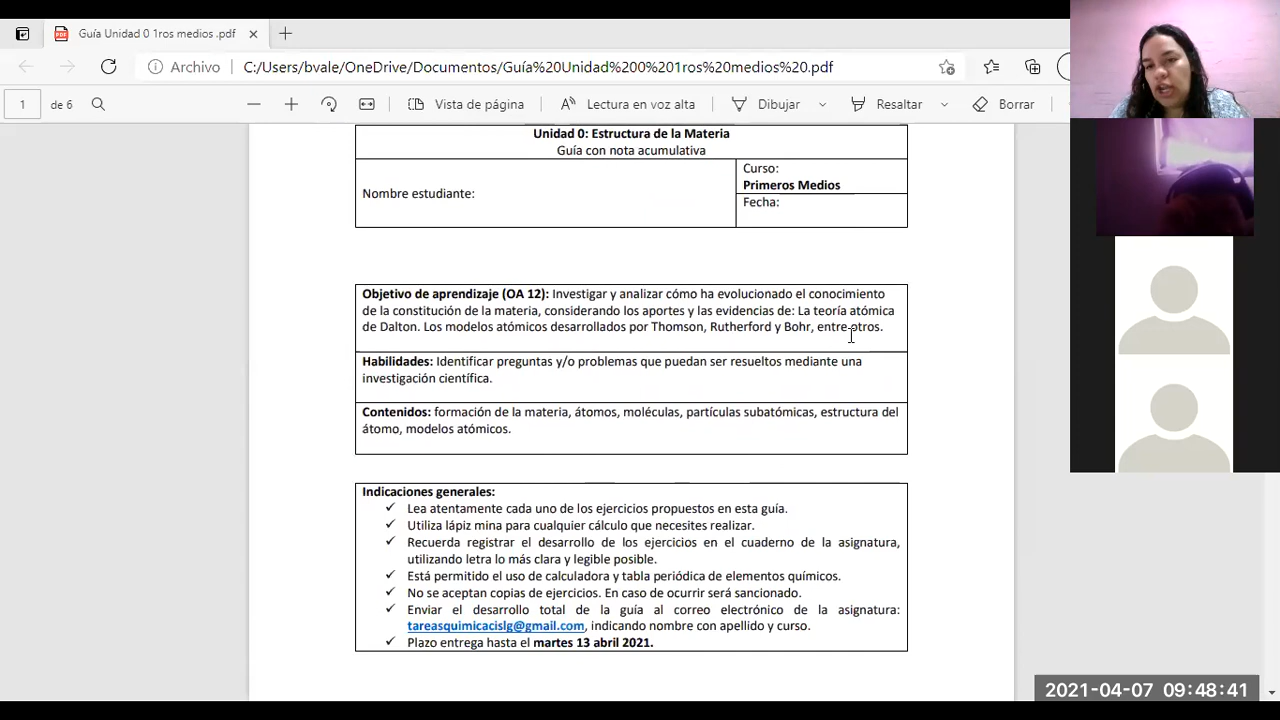 Guía Unidad 0 1ros medios .pdf
Archivo
C:/Users/bvale/OneDrive/Documentos/Guía%20Unidad%200%201ros%20medios%20.pdf
1
de 6
Vista de página
Lectura en voz alta
Dibujar
Resaltar
Borrar
Unidad 0: Estructura de la Materia
Guía con nota acumulativa
Nombre estudiante:
Curso:
Primeros Medios
Fecha:
Objetivo de aprendizaje (OA 12): Investigar y analizar cómo ha evolucionado el conocimiento
de la constitución de la materia, considerando los aportes y las evidencias de: La teoría atómica
de Dalton. Los modelos atómicos desarrollados por Thomson, Rutherford y Bohr, entre otros.
Habilidades: Identificar preguntas y/o problemas que puedan ser resueltos mediante una
investigación científica.
Contenidos: formación de la materia, átomos, moléculas, partículas subatómicas, estructura del
átomo, modelos atómicos.
Indicaciones generales:
✓ Lea atentamente cada uno de los ejercicios propuestos en esta guía.
✓ Utiliza lápiz mina para cualquier cálculo que necesites realizar.
✓ Recuerda registrar el desarrollo de los ejercicios en el cuaderno de la asignatura,
utilizando letra lo más clara y legible posible.
✓ Está permitido el uso de calculadora y tabla periódica de elementos químicos.
✓ No se aceptan copias de ejercicios. En caso de ocurrir será sancionado.
✓ Enviar el desarrollo total de la guía al correo electrónico de la asignatura:
tareasquimicacislg@gmail.com, indicando nombre con apellido y curso.
✓ Plazo entrega hasta el martes 13 abril 2021.
2021-04-07 09:48:41